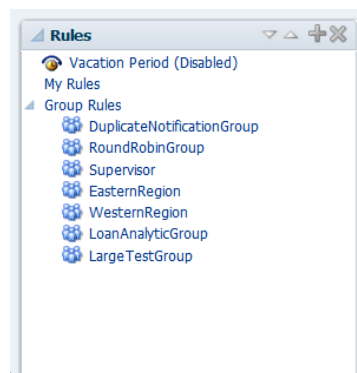 Rules
Vacation Period (Disabled)
My Rules
Group Rules
DuplicateNotificationGroup
RoundRobinGroup
Supervisor
EasternRegion
WesternRegion
LoanAnalyticGroup
LargeTestGroup